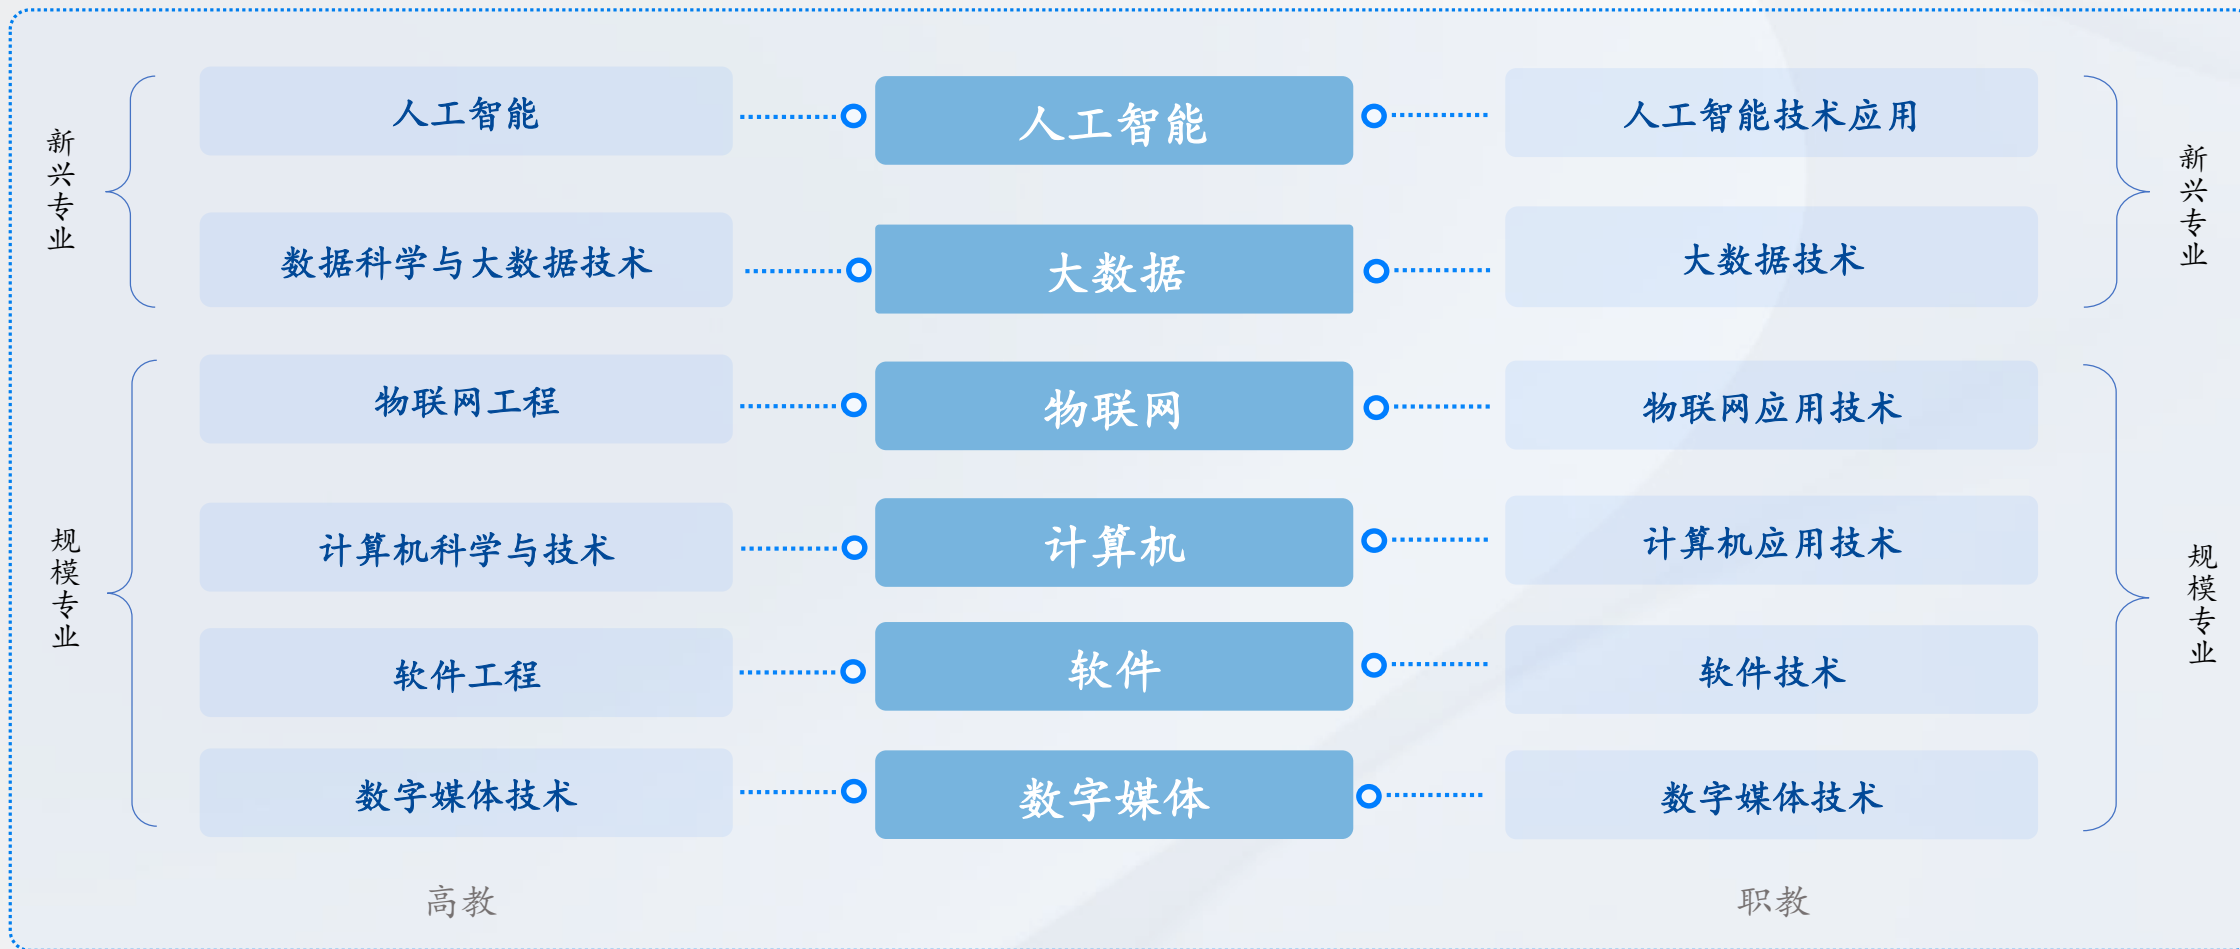 新兴专业
人工智能
人工智能
人工智能技术应用
新兴专业
数据科学与大数据技术
大数据
大数据技术
物联网工程
物联网
物联网应用技术
规模专业
计算机科学与技术
计算机
计算机应用技术
规模专业
软件工程
软件
软件技术
数字媒体技术
数字媒体
数字媒体技术
高教
职教